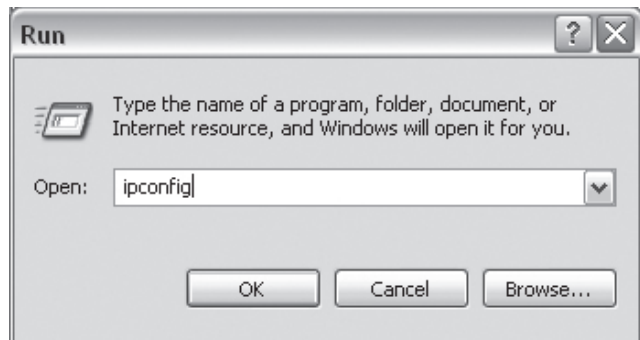 Run
Type the name of a program, folder, document, or
Internet resource, and Windows will open it for you.
Open: ipconfig
OK Cancel Browse...